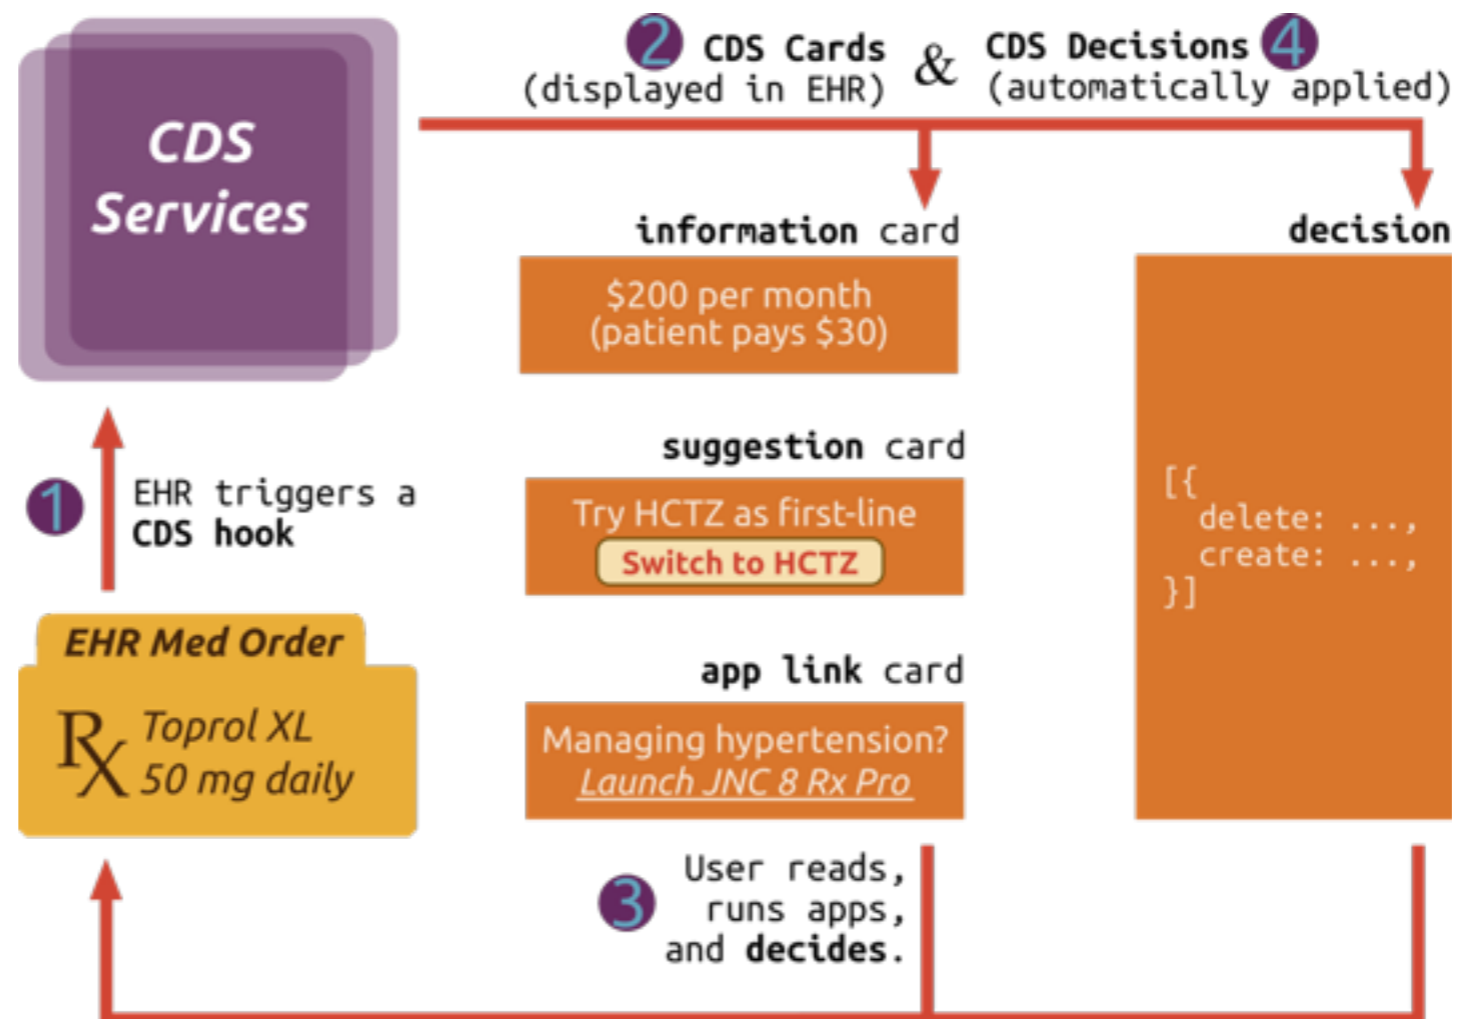 2 CDS Cards & CDS Decisions 4
(displayed in EHR) (automatically applied)
CDS
Services
information card
$200 per month
(patient pays $30)
decision
[{
delete: ...,
create: ...,
}]
suggestion card
Try HCTZ as first-line
Switch to HCTZ
1 EHR triggers a
CDS hook
EHR Med Order
Rx Toprol XL
50 mg daily
app link card
Managing hypertension?
Launch JNC 8 Rx Pro
3 User reads,
runs apps,
and decides.